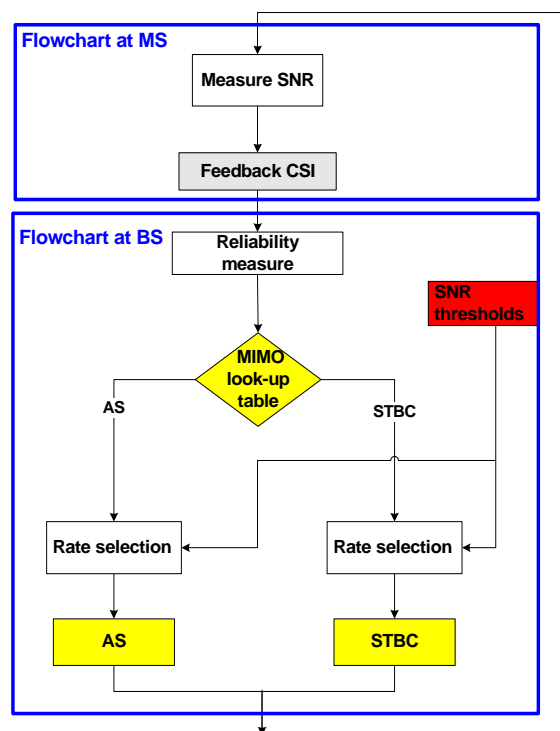 Flowchart at MS
Measure SNR
Feedback CSI
Flowchart at BS
Reliability
measure
SNR
thresholds
MIMO
look-up
table
AS
STBC
Rate selection
Rate selection
AS
STBC